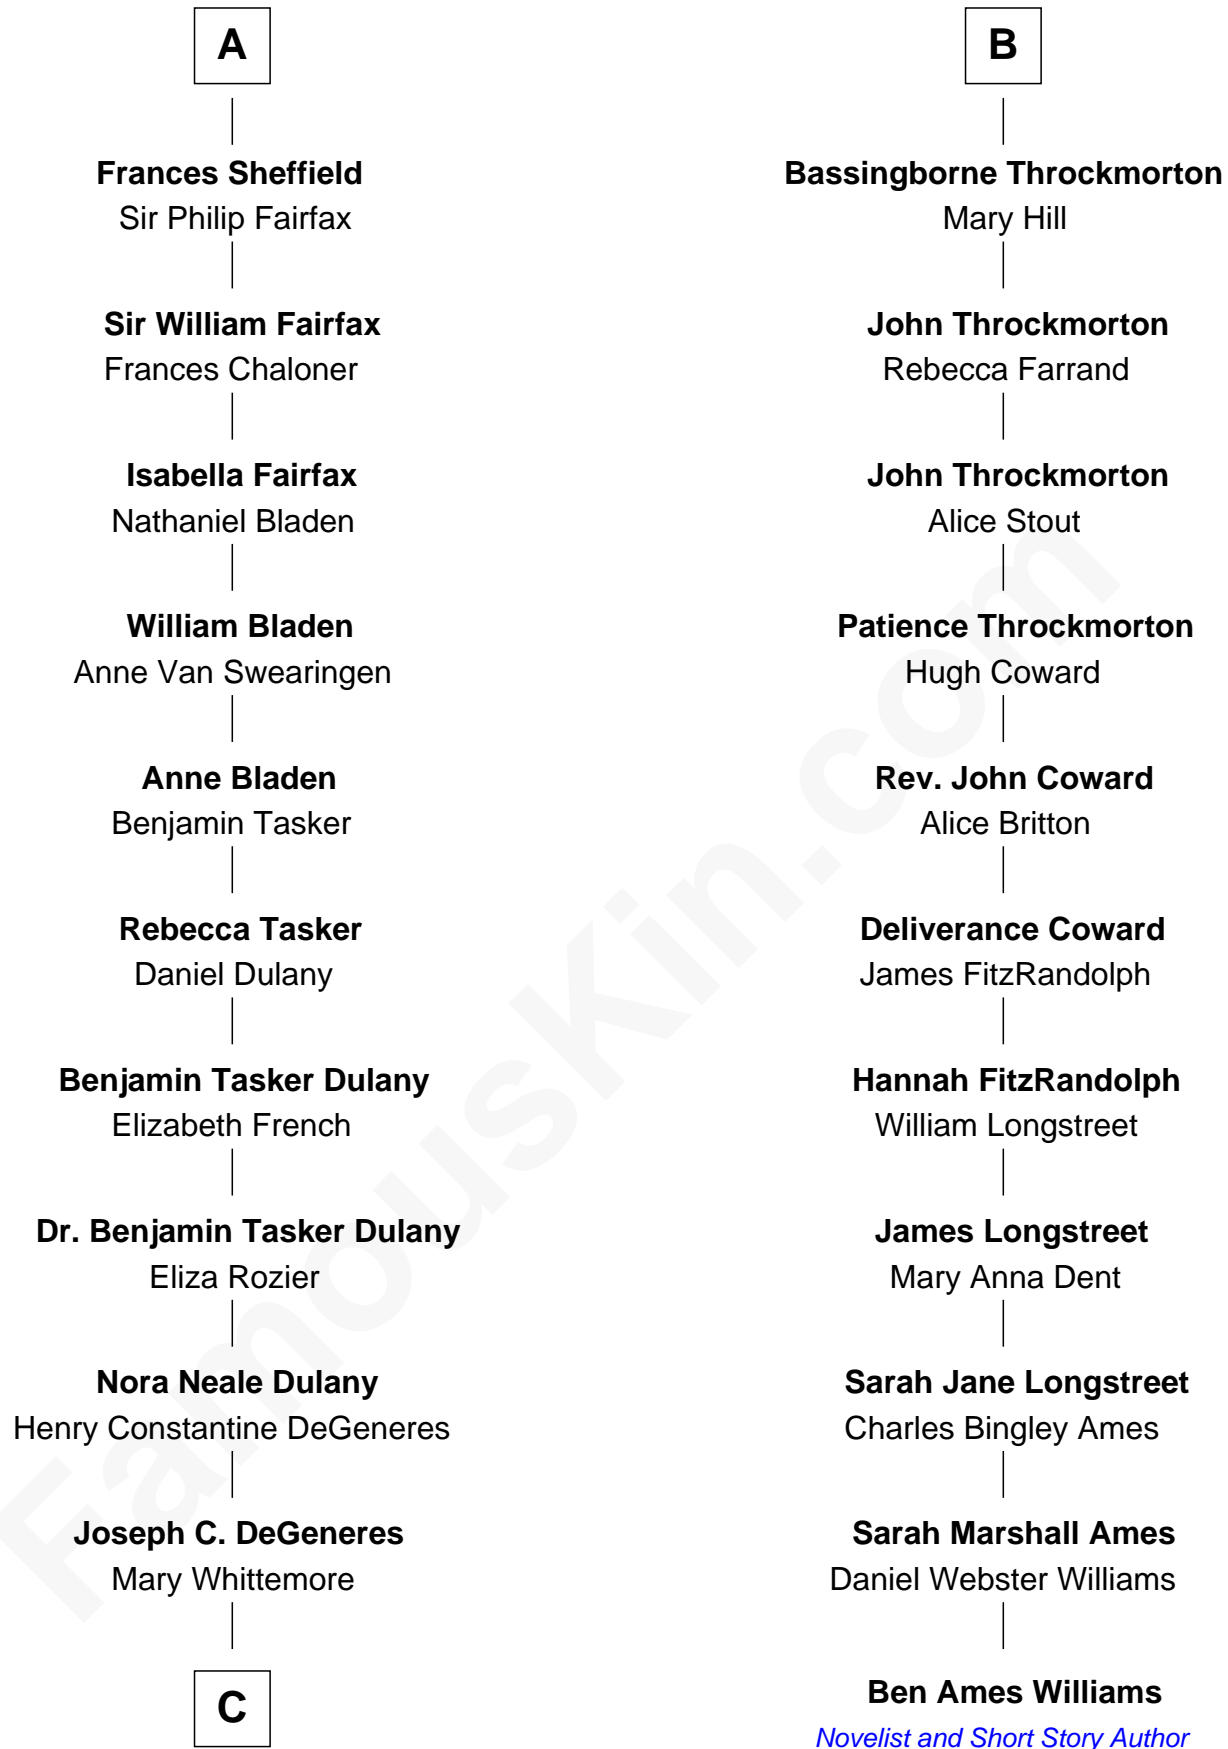 A
Frances Sheffield
Sir Philip Fairfax
Sir William Fairfax
Frances Chaloner
Isabella Fairfax
Nathaniel Bladen
William Bladen
Anne Van Swearingen
Anne Bladen
Benjamin Tasker
Rebecca Tasker
Daniel Dulany
Benjamin Tasker Dulany
Elizabeth French
Dr. Benjamin Tasker Dulany
Eliza Rozier
Nora Neale Dulany
Henry Constantine DeGeneres
Joseph C. DeGeneres
Mary Whittemore
C
B
Bassingborne Throckmorton
Mary Hill
John Throckmorton
Rebecca Farrand
John Throckmorton
Alice Stout
Patience Throckmorton
Hugh Coward
Rev. John Coward
Alice Britton
Deliverance Coward
James FitzRandolph
Hannah FitzRandolph
William Longstreet
James Longstreet
Mary Anna Dent
Sarah Jane Longstreet
Charles Bingley Ames
Sarah Marshall Ames
Daniel Webster Williams
Ben Ames Williams
Novelist and Short Story Author
FamousKin.com